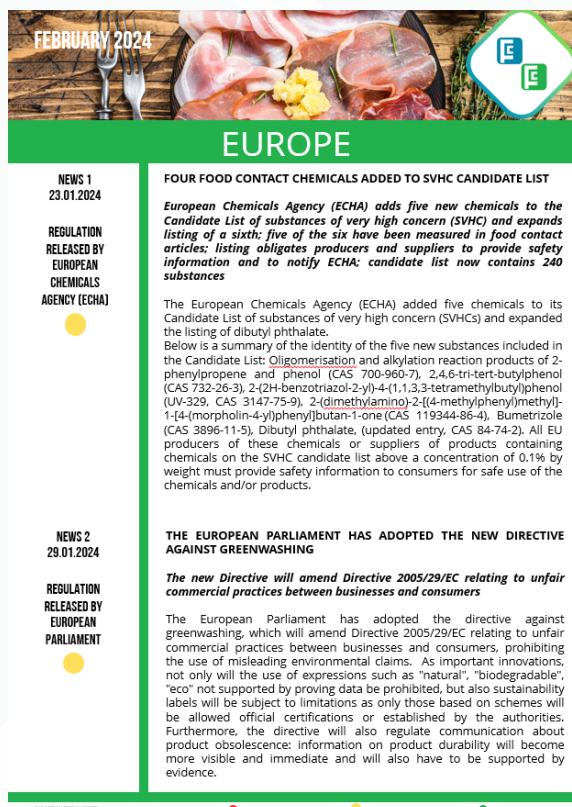 FEBRUARY 2024
EUROPE
NEWS 1
23.01.2024
REGULATION
RELEASED BY
EUROPEAN
CHEMICALS
AGENCY (ECHA)
FOUR FOOD CONTACT CHEMICALS ADDED TO SVHC CANDIDATE LIST
European Chemicals Agency (ECHA) adds five new chemicals to the
Candidate List of substances of very high concern (SVHC) and expands
listing of a sixth; five of the six have been measured in food contact
articles; listing obligates producers and suppliers to provide safety
information and to notify ECHA; candidate list now contains 240
substances
The European Chemicals Agency (ECHA) added five chemicals to its
Candidate List of substances of very high concern (SVHCs) and expanded
the listing of dibutyl phthalate.
Below is a summary of the identity of the five new substances included in
the Candidate List: Oligomerisation and alkylation reaction products of 2-
phenylpropene and phenol (CAS 700-960-7), 2,4,6-tri-tert-butylphenol
(CAS 732-26-3), 2-(2H-benzotriazol-2-yl)-4-(1,1,3,3-tetramethylbutyl)phenol
(UV-329, CAS 3147-75-9), 2-(dimethylamino)-2-[(4-methylphenyl)methyl]-
1-[4-(morpholin-4-yl)phenyl]butan-1-one (CAS 119344-86-4), Bumetrizole
(CAS 3896-11-5), Dibutyl phthalate, (updated entry, CAS 84-74-2). All EU
producers of these chemicals or suppliers of products containing
chemicals on the SVHC candidate list above a concentration of 0.1% by
weight must provide safety information to consumers for safe use of the
chemicals and/or products.
NEWS 2
29.01.2024
REGULATION
RELEASED BY
EUROPEAN
PARLIAMENT
THE EUROPEAN PARLIAMENT HAS ADOPTED THE NEW DIRECTIVE
AGAINST GREENWASHING
The new Directive will amend Directive 2005/29/EC relating to unfair
commercial practices between businesses and consumers
The European Parliament has adopted the directive against
greenwashing, which will amend Directive 2005/29/EC relating to unfair
commercial practices between businesses and consumers, prohibiting
the use of misleading environmental claims. As important innovations,
not only will the use of expressions such as "natural", "biodegradable",
"eco" not supported by proving data be prohibited, but also sustainability
labels will be subject to limitations as only those based on schemes will
be allowed official certifications or established by the authorities.
Furthermore, the directive will also regulate communication about
product obsolescence: information on product durability will become
more visible and immediate and will also have to be supported by
evidence.